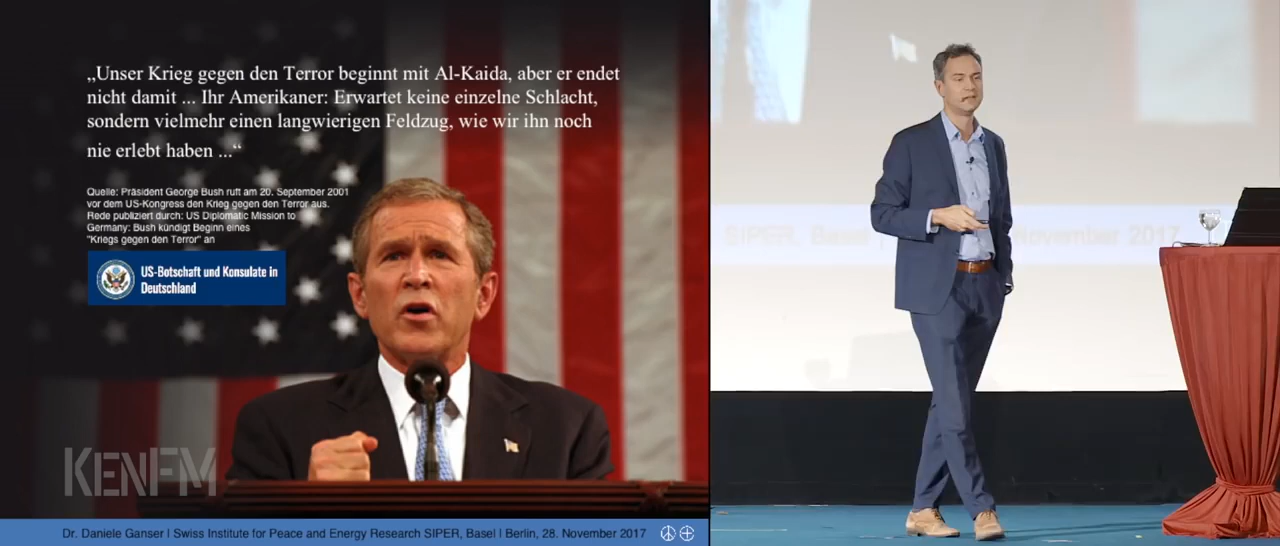 „Unser Krieg gegen den Terror beginnt mit Al-Kaida, aber er endet
nicht damit ... Ihr Amerikaner: Erwartet keine einzelne Schlacht,
sondern vielmehr einen langwierigen Feldzug, wie wir ihn noch
nie erlebt haben ...“
Quelle: Präsident George Bush ruft am 20. September 2001
vor dem US-Kongress den Krieg gegen den Terror aus.
Rede publiziert durch: US Diplomatic Mission to
Germany: Bush kündigt Beginn eines
"Kriegs gegen den Terror" an
US-Botschaft und Konsulate in
Deutschland
KENFM
Dr. Daniele Ganser | Swiss Institute for Peace and Energy Research SIPER, Basel | Berlin, 28. November 2017
SIPER, Basel |
November 2017